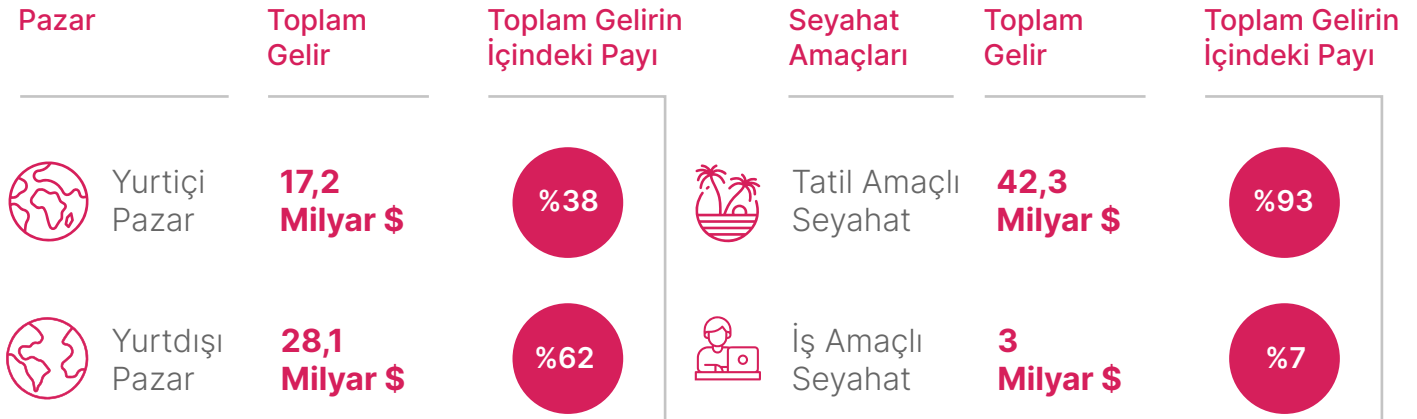 Pazar
Toplam
Gelir
Toplam Gelirin
İçindeki Payı
Seyahat
Amaçları
Toplam
Gelir
Toplam Gelirin
İçindeki Payı
Yurtiçi
Pazar
17,2
Milyar $
%38
Tatil Amaçlı
Seyahat
42,3
Milyar $
%93
Yurtdışı
Pazar
28,1
Milyar $
%62
İş Amaçlı
Seyahat
3
Milyar $
%7